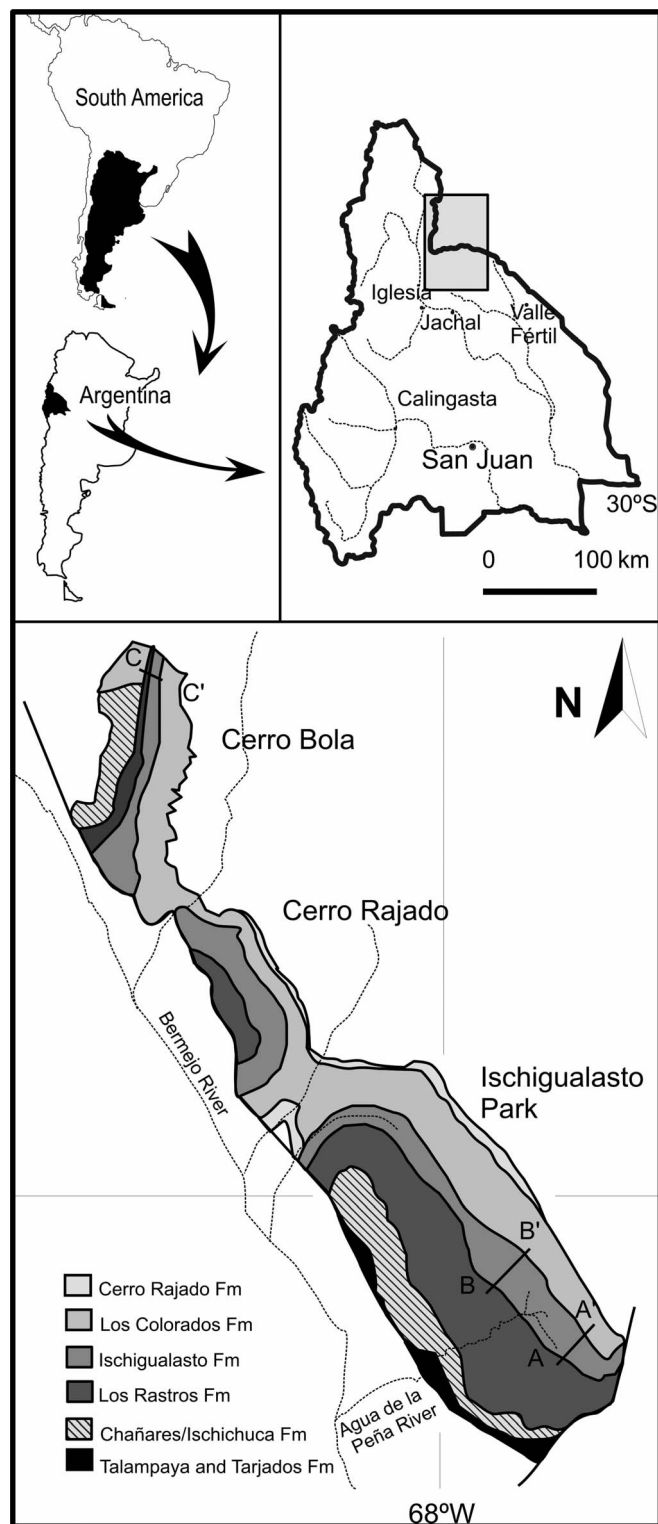 South America
Argentina
Iglesia
Jachal
Valle
Fértil
Calingasta
San Juan
30ºS
0 100 km
C
C'
N
Cerro Bola
Cerro Rajado
Bermejo River
Ischigualasto
Park
B'
B
A'
A
Cerro Rajado Fm
Los Colorados Fm
Ischigualasto Fm
Los Rastros Fm
Chañares/Ischichuca Fm
Talampaya and Tarjados Fm
Agua de la
Peña River
68ºW